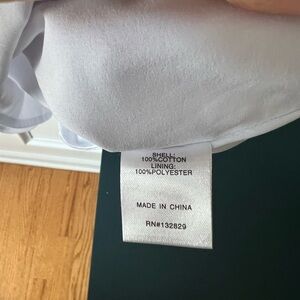 SHELL:
100%COTTON
LINING:
100%POLYESTER
MADE IN CHINA
RN#132829